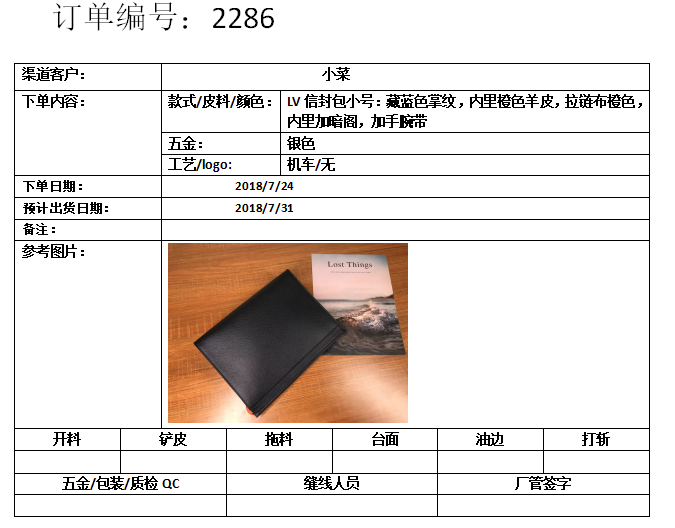 订单编号：2286
渠道客户：
小菜
下单内容：
款式/皮料/颜色：
LV 信封包小号：藏蓝色掌纹，内里橙色羊皮，拉链布橙色，
内里加暗阁，加手腕带
五金：
银色
工艺/logo:
机车/无
下单日期：
2018/7/24
预计出货日期：
2018/7/31
备注：
参考图片：
Lost Things
开料
铲皮
拖料
台面
油边
打斩
五金/包装/质检 QC
缝线人员
厂管签字